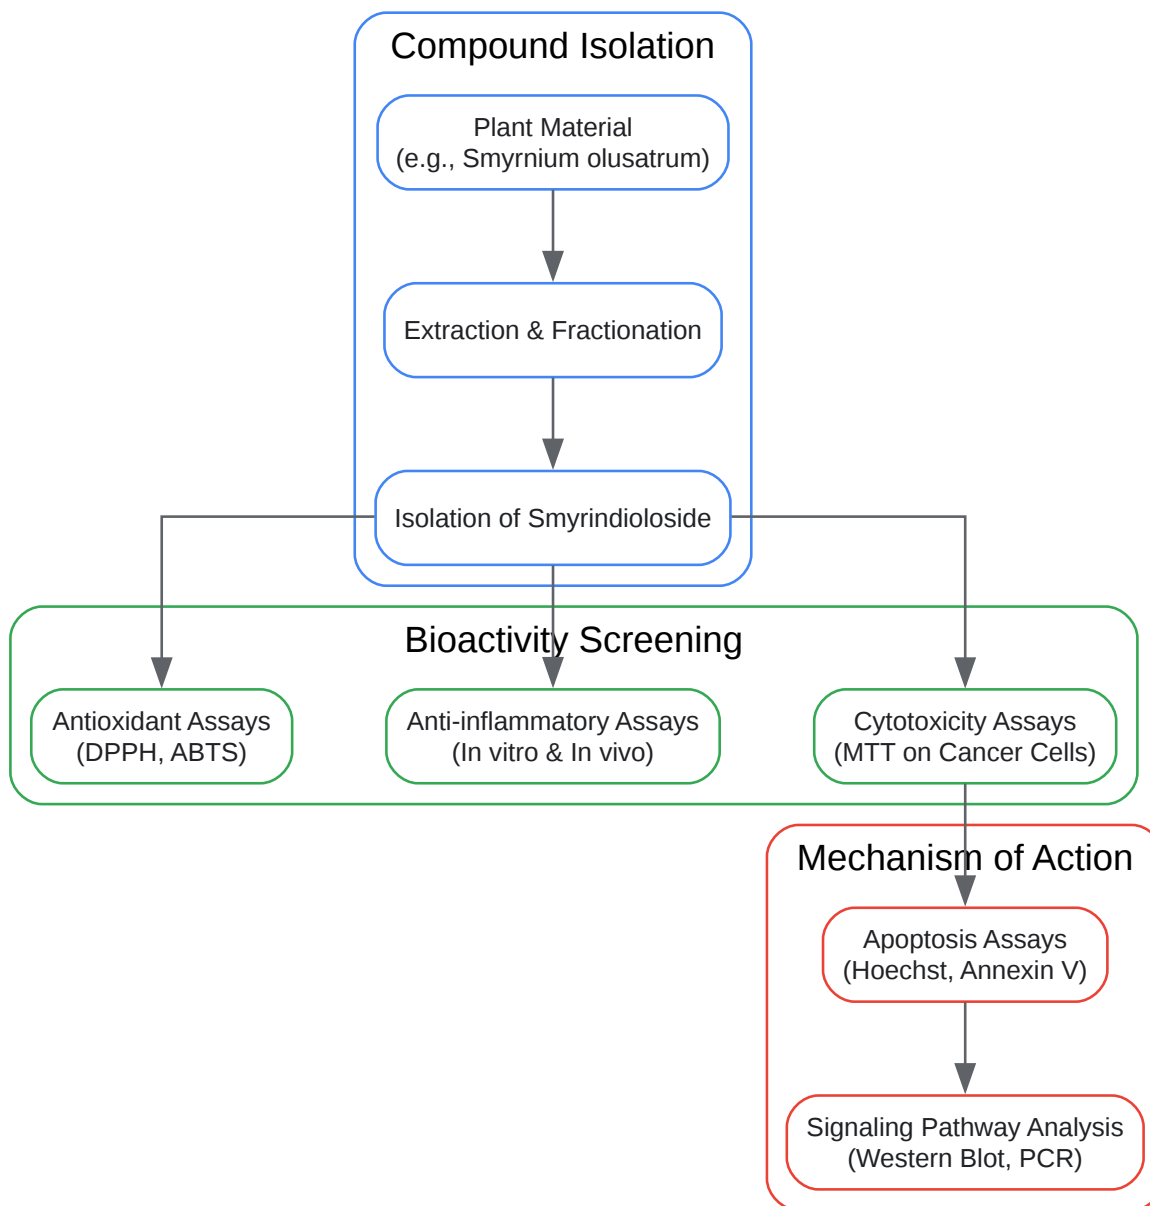 Compound Isolation
Plant Material
(e.g., Smyrnium olusatrum)
Extraction & Fractionation
Isolation of Smyrindioloside
Bioactivity Screening
Antioxidant Assays
(DPPH, ABTS)
Anti-inflammatory Assays
(In vitro & In vivo)
Cytotoxicity Assays
(MTT on Cancer Cells)
Mechanism of Action
Apoptosis Assays
(Hoechst, Annexin V)
Signaling Pathway Analysis
(Western Blot, PCR)